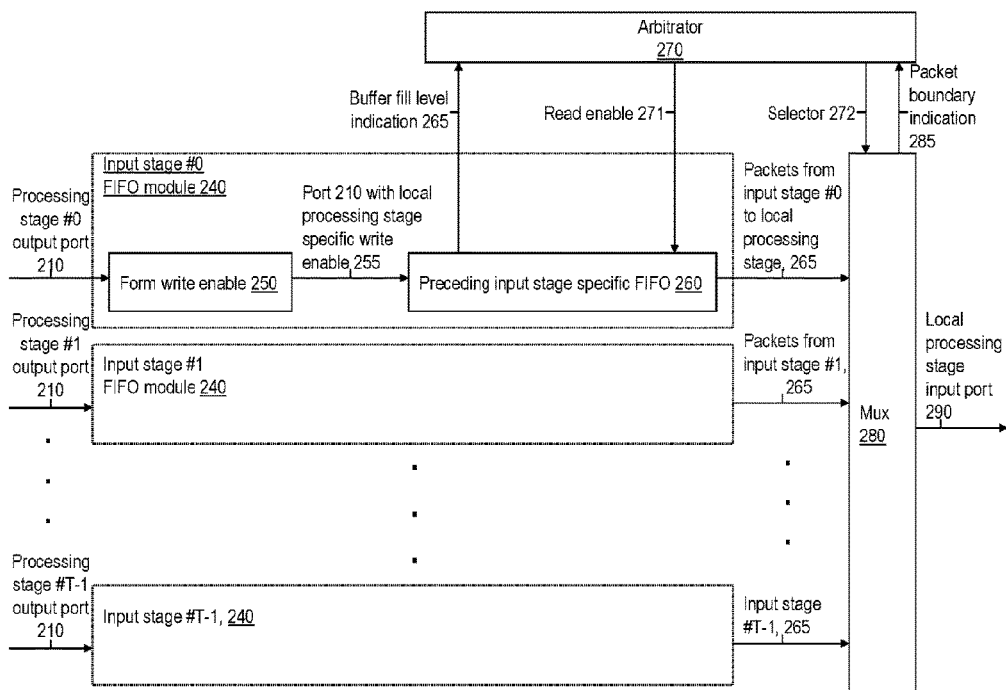 Arbitrator
270
Buffer fill level
indication 265
Read enable 271
Selector 272
Packet
boundary
indication
285
Input stage #0
FIFO module 240
Processing
stage #0
output port
210
Port 210 with local
processing stage
specific write
enable 255
Packets from
input stage #0
to local
processing
stage, 265
Form write enable 250
Preceding input stage specific FIFO 260
Processing
stage #1
output port
210
Input stage #1
FIFO module 240
Packets from
input stage #1,
265
Mux
280
Local
processing
stage
input port
290
Processing
stage #T-1
output port
210
Input stage #T-1, 240
Input stage
#T-1, 265